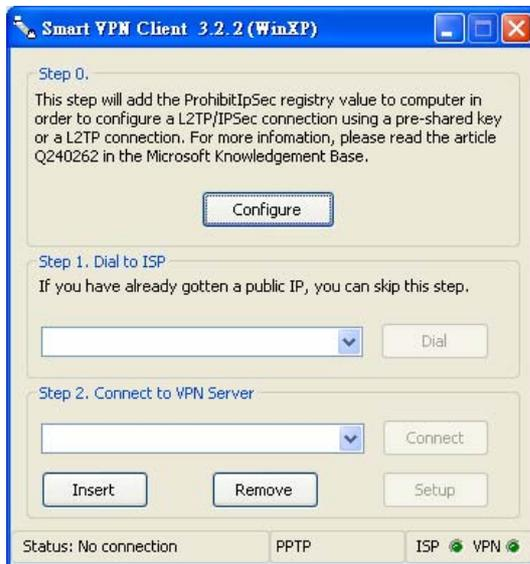 Smart VPN Client 3.2.2 (WinXP)
Step 0.
This step will add the ProhibitIpSec registry value to computer in
order to configure a L2TP/IPSec connection using a pre-shared key
or a L2TP connection. For more infomation, please read the article
Q240262 in the Microsoft Knowledgement Base.
Configure
Step 1. Dial to ISP
If you have already gotten a public IP, you can skip this step.
Dial
Step 2. Connect to VPN Server
Connect
Insert Remove Setup
Status: No connection PPTP ISP VPN